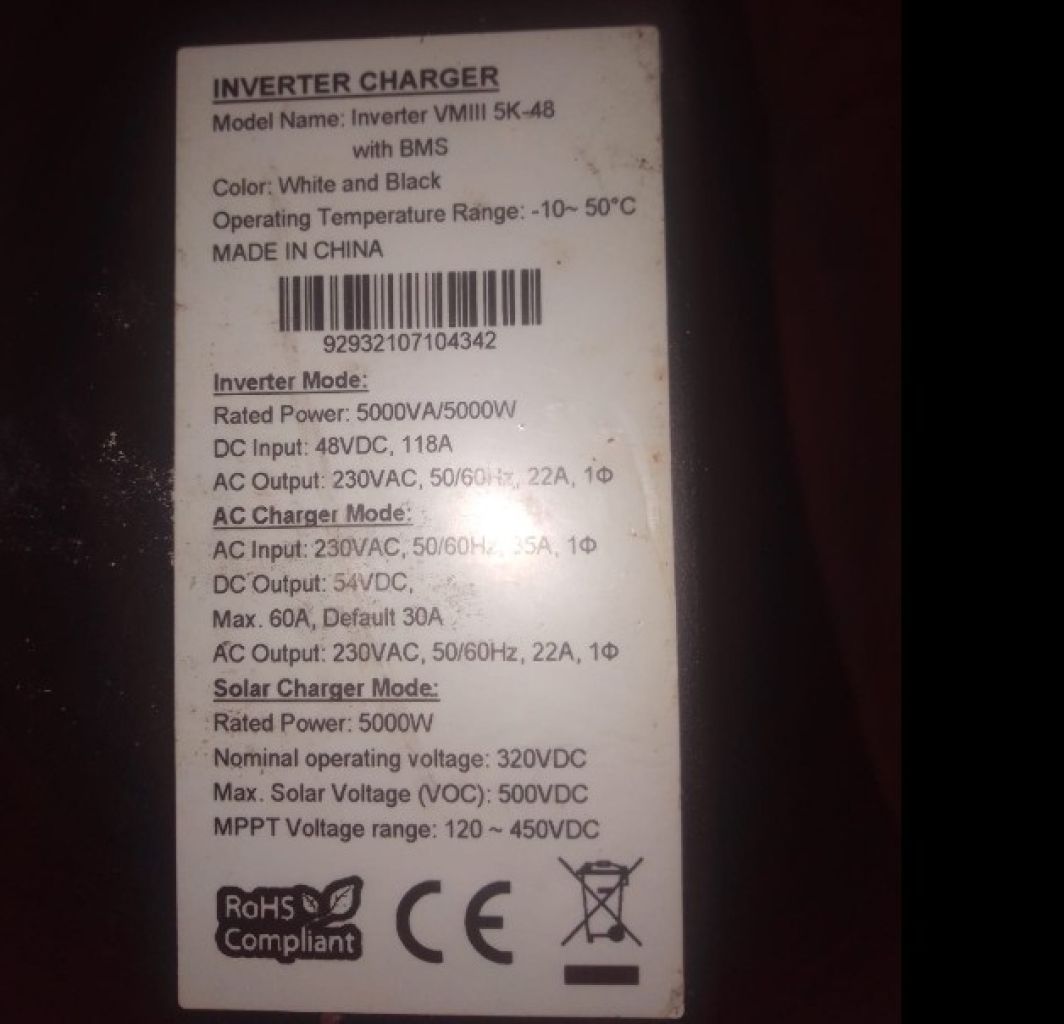 INVERTER CHARGER
Model Name: Inverter VMIII 5K-48
with BMS
Color: White and Black
Operating Temperature Range: -10~ 50°C
MADE IN CHINA
92932107104342
Inverter Mode:
Rated Power: 5000VA/5000W
DC Input: 48VDC, 118A
AC Output: 230VAC, 50/60Hz, 22A, 1Φ
AC Charger Mode:
AC Input: 230VAC, 50/60Hz, 35A, 1Φ
DC Output: 54VDC,
Max. 60A, Default 30A
AC Output: 230VAC, 50/60Hz, 22A, 1Φ
Solar Charger Mode:
Rated Power: 5000W
Nominal operating voltage: 320VDC
Max. Solar Voltage (VOC): 500VDC
MPPT Voltage range: 120 ~ 450VDC
RoHS
Compliant
CE